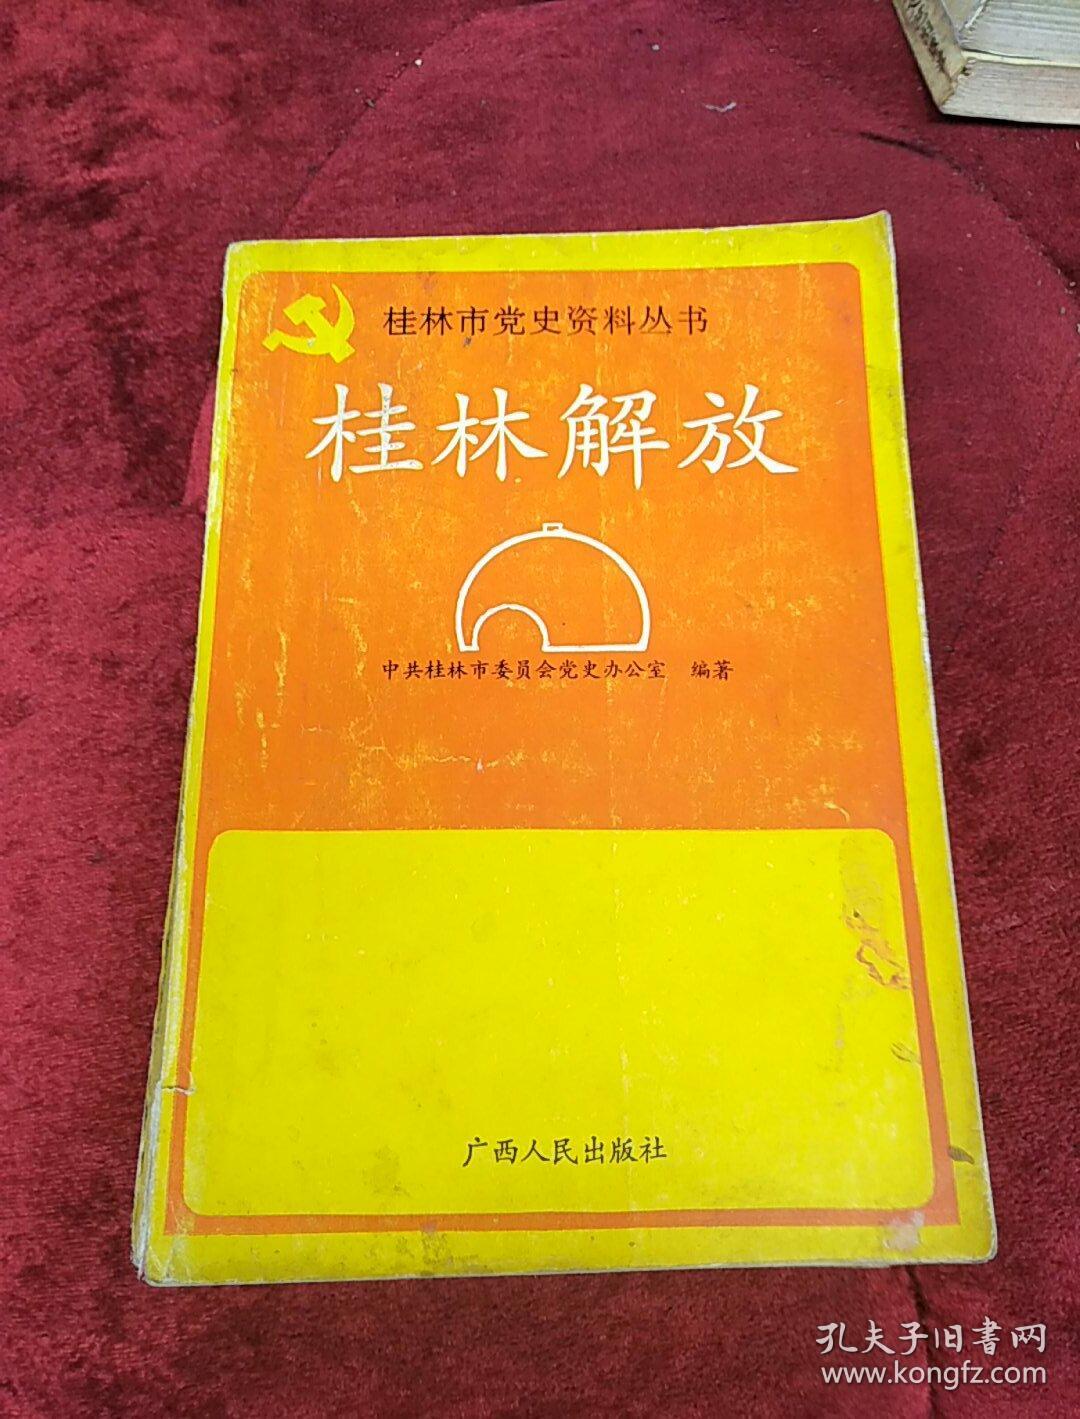 桂林市党史资料丛书
桂林解放
中共桂林市委员会党史办公室 编著
广西人民出版社
孔夫子旧書网
www.kongfz.com